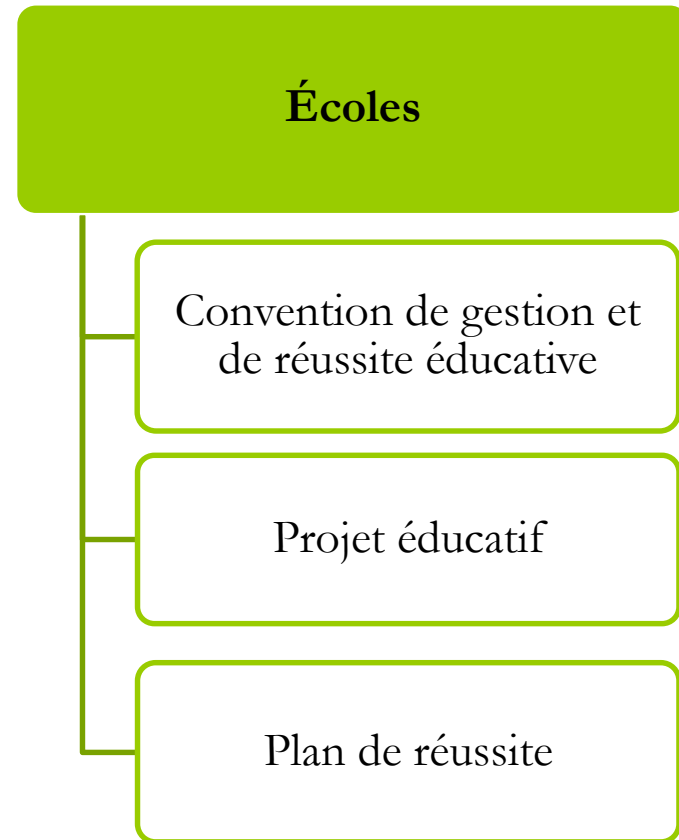 Écoles
Convention de gestion et
de réussite éducative
Projet éducatif
Plan de réussite